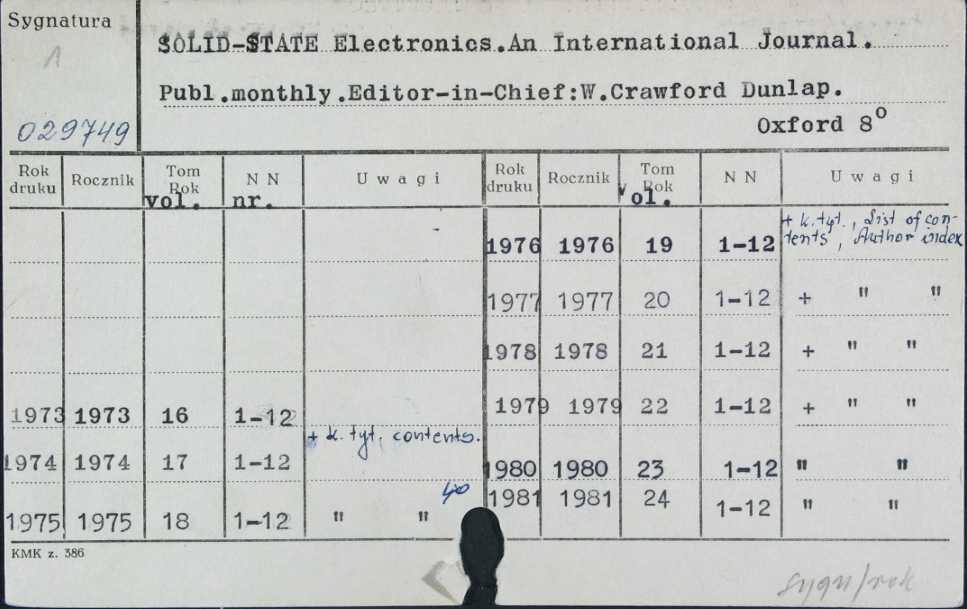 Sygnatura
1
SOLID-STATE Electronics.An International Journal.
Publ.monthly.Editor-in-Chief:W.Crawford Dunlap.
029749
Oxford 8°
Rok druku Rocznik Tom Rok N N U w a g i
vol. nr.
1973 1973 16 1-12
1974 1974 17 1-12 + k. tyt. contents.
1975 1975 18 1-12 " "
Rok druku Rocznik Tom Rok N N U w a g i
vol.
1976 1976 19 1-12 + k. tyt., List of con-
tents, Author index
1977 1977 20 1-12 + " "
1978 1978 21 1-12 + " "
1979 1979 22 1-12 + " "
1980 1980 23 1-12 " "
1981 1981 24 1-12 " "
KMK z. 386
sygn/rok